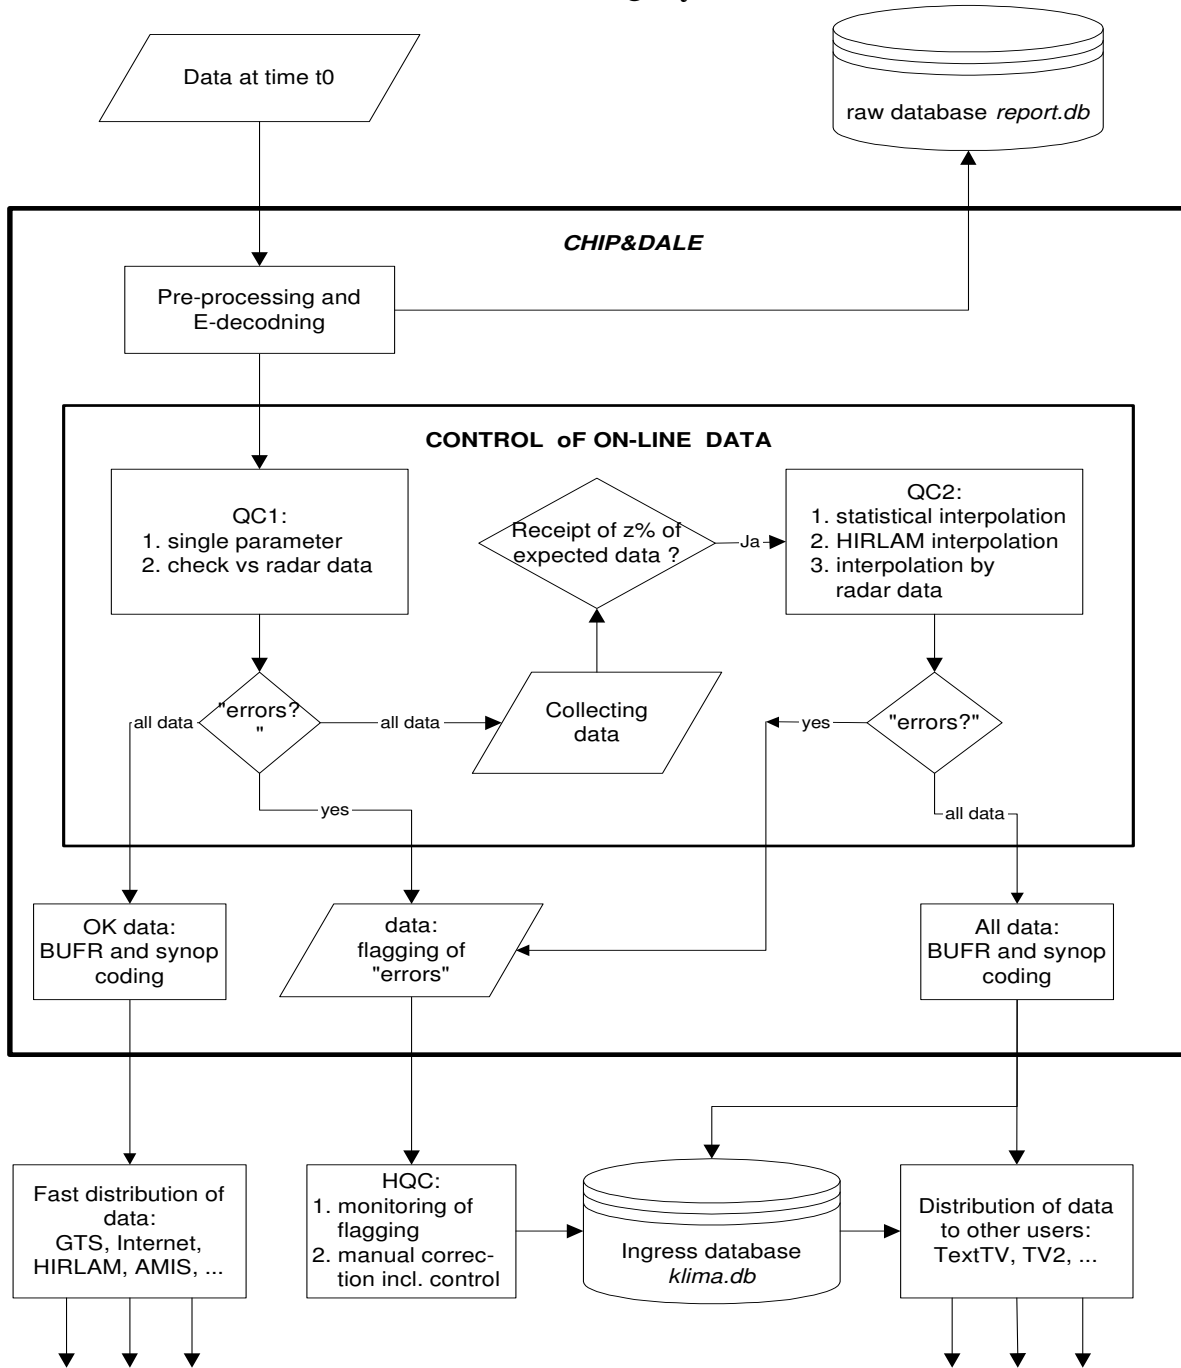 Data at time t0
raw database report.db
CHIP&DALE
Pre-processing and
E-decodning
CONTROL oF ON-LINE DATA
QC1:
1. single parameter
2. check vs radar data
Receipt of z% of
expected data ?
Ja
QC2:
1. statistical interpolation
2. HIRLAM interpolation
3. interpolation by
radar data
all data
"errors?
"
all data
Collecting
data
yes
"errors?"
yes
all data
OK data:
BUFR and synop
coding
data:
flagging of
"errors"
All data:
BUFR and synop
coding
Fast distribution of
data:
GTS, Internet,
HIRLAM, AMIS, ...
HQC:
1. monitoring of
flagging
2. manual correc-
tion incl. control
Ingress database
klima.db
Distribution of data
to other users:
TextTV, TV2, ...